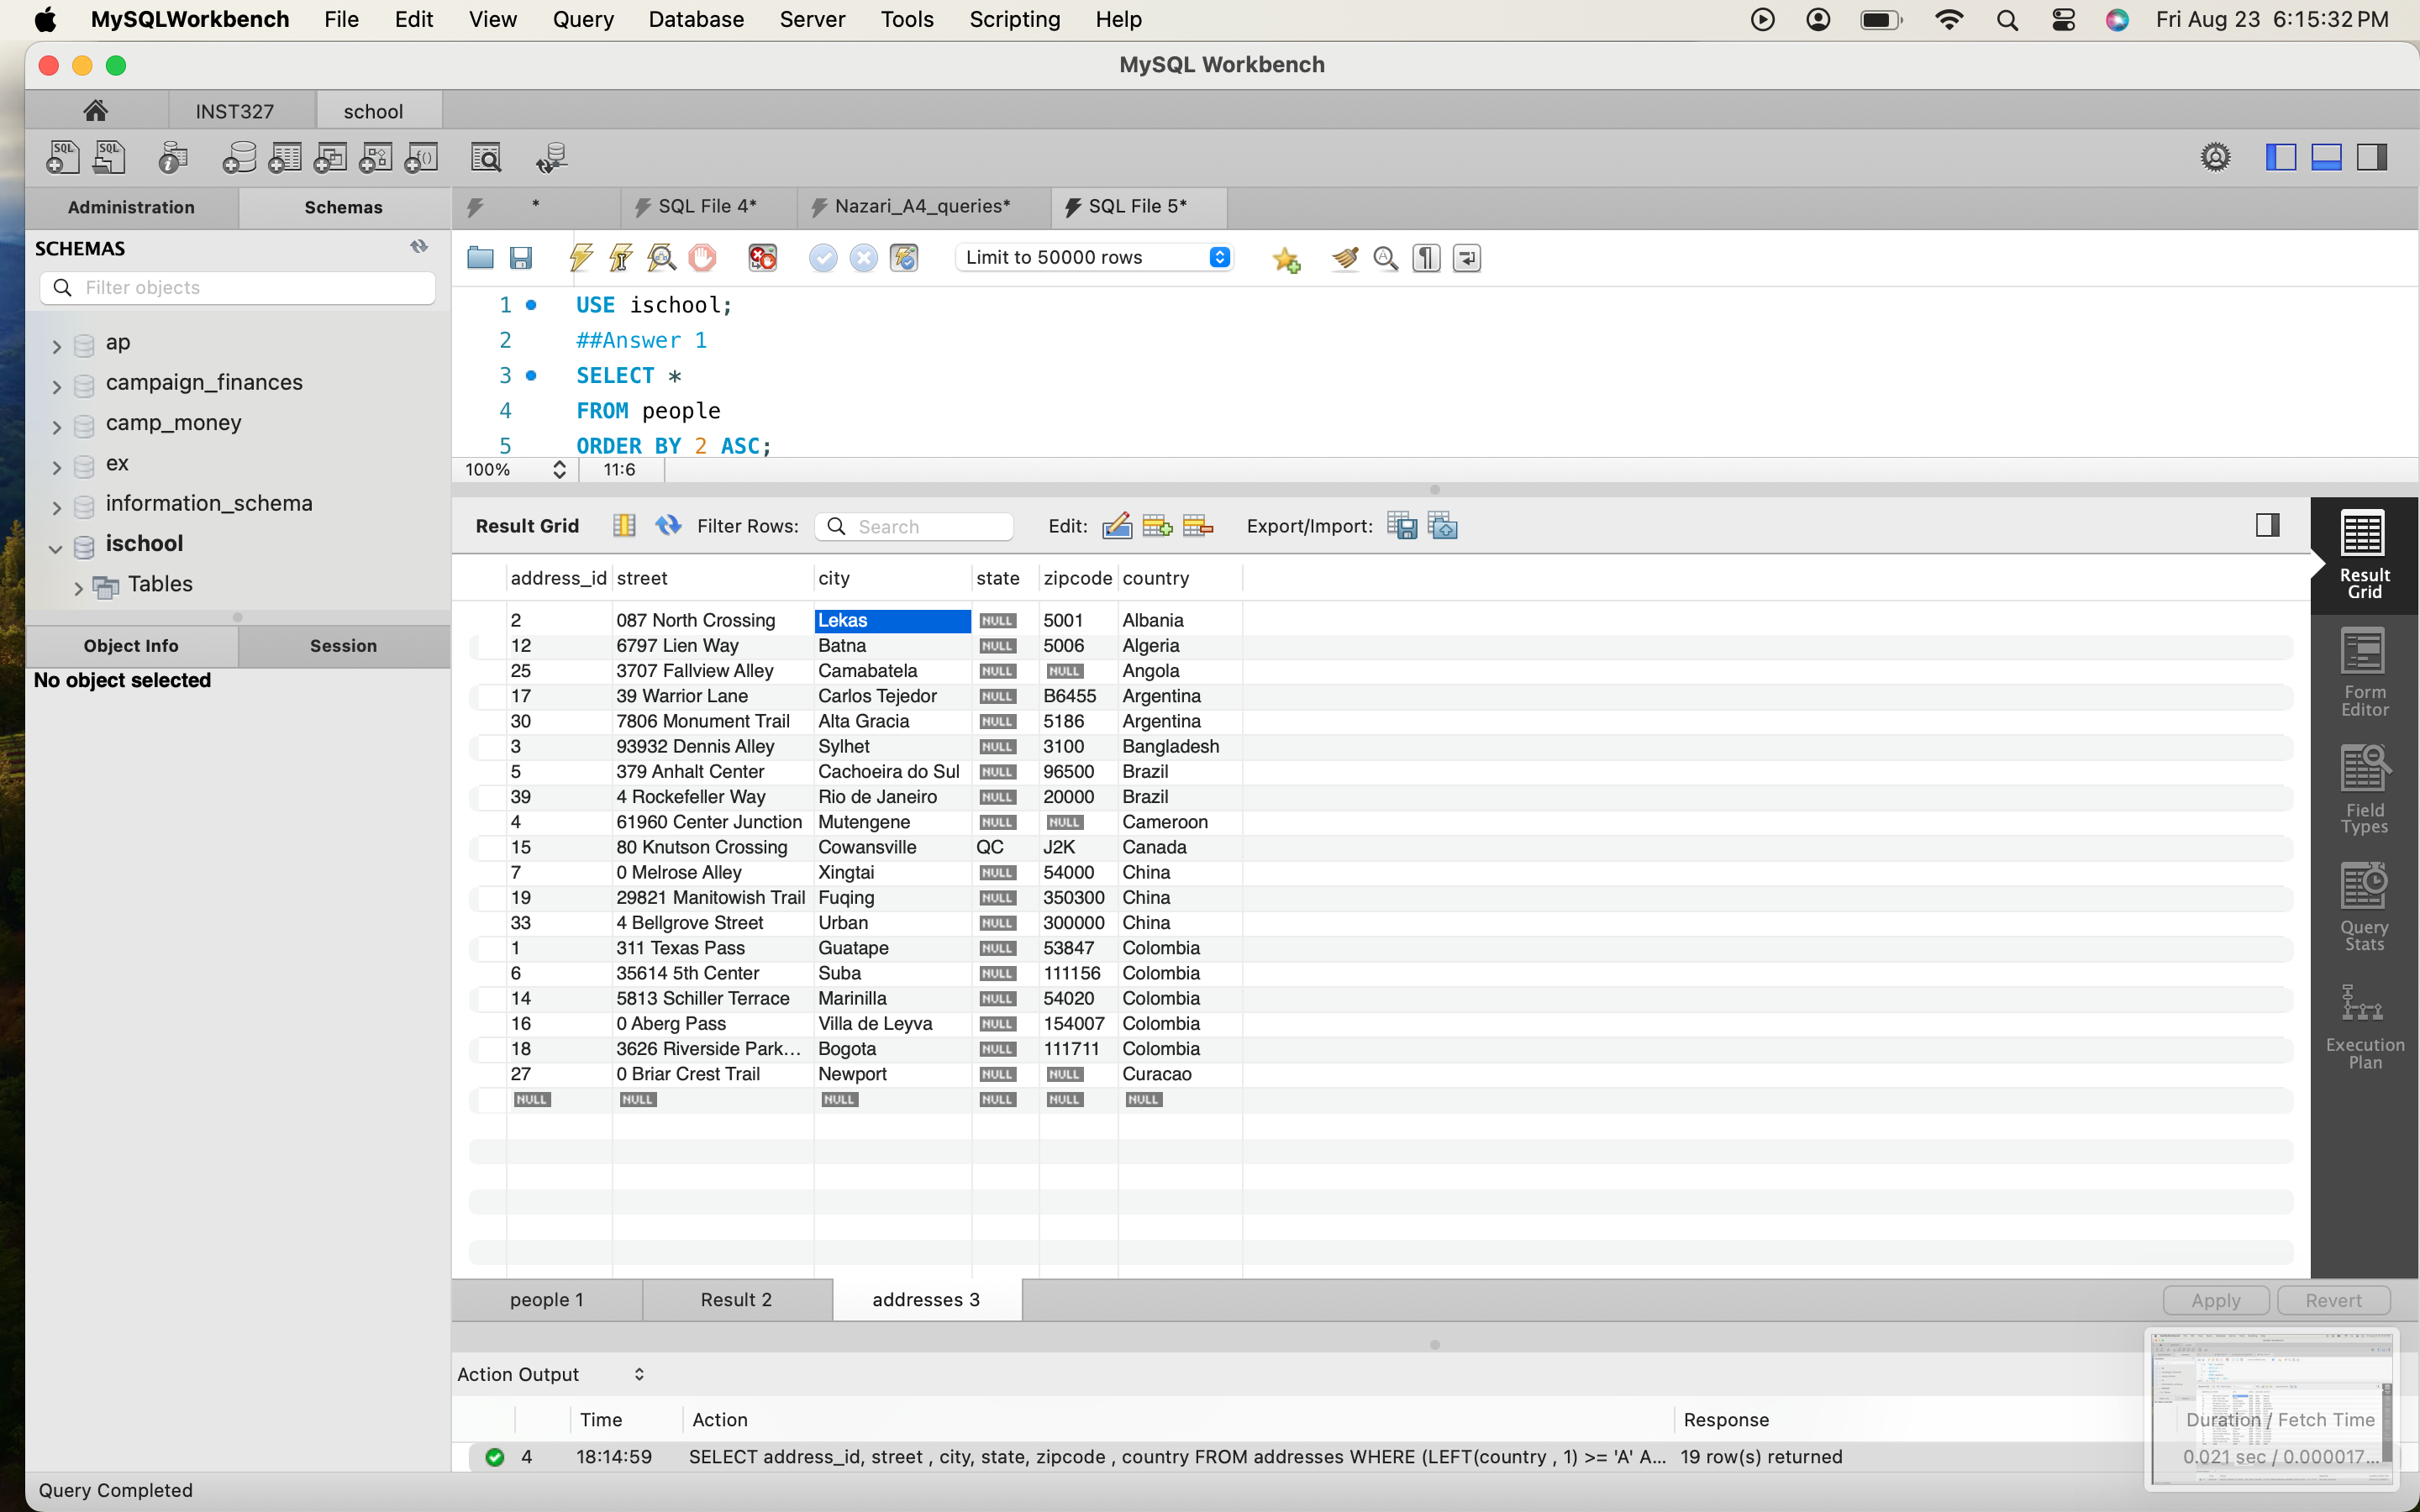 MySQLWorkbench File Edit View Query Database Server Tools Scripting Help Fri Aug 23 6:15:32 PM
MySQL Workbench
INST327 school
SQL SQL i f()
Administration Schemas * SQL File 4* Nazari_A4_queries* SQL File 5*
SCHEMAS
Limit to 50000 rows
Filter objects
1 USE ischool;
2 ##Answer 1
3 SELECT *
4 FROM people
5 ORDER BY 2 ASC;
100% 11:6
ap
campaign_finances
camp_money
ex
information_schema
ischool
Tables
Object Info Session
No object selected
Result Grid Filter Rows: Search Edit: Export/Import:
address_id street city state zipcode country
2 087 North Crossing Lekas NULL 5001 Albania
12 6797 Lien Way Batna NULL 5006 Algeria
25 3707 Fallview Alley Camabatela NULL NULL Angola
17 39 Warrior Lane Carlos Tejedor NULL B6455 Argentina
30 7806 Monument Trail Alta Gracia NULL 5186 Argentina
3 93932 Dennis Alley Sylhet NULL 3100 Bangladesh
5 379 Anhalt Center Cachoeira do Sul NULL 96500 Brazil
39 4 Rockefeller Way Rio de Janeiro NULL 20000 Brazil
4 61960 Center Junction Mutengene NULL NULL Cameroon
15 80 Knutson Crossing Cowansville QC J2K Canada
7 0 Melrose Alley Xingtai NULL 54000 China
19 29821 Manitowish Trail Fuqing NULL 350300 China
33 4 Bellgrove Street Urban NULL 300000 China
1 311 Texas Pass Guatape NULL 53847 Colombia
6 35614 5th Center Suba NULL 111156 Colombia
14 5813 Schiller Terrace Marinilla NULL 54020 Colombia
16 0 Aberg Pass Villa de Leyva NULL 154007 Colombia
18 3626 Riverside Park... Bogota NULL 111711 Colombia
27 0 Briar Crest Trail Newport NULL NULL Curacao
NULL NULL NULL NULL NULL NULL
Result Grid
Form Editor
Field Types
Query Stats
Execution Plan
people 1 Result 2 addresses 3 Apply Revert
Action Output
Time Action Response Duration / Fetch Time
4 18:14:59 SELECT address_id, street , city, state, zipcode , country FROM addresses WHERE (LEFT(country , 1) >= 'A' A... 19 row(s) returned 0.021 sec / 0.000017...
Query Completed